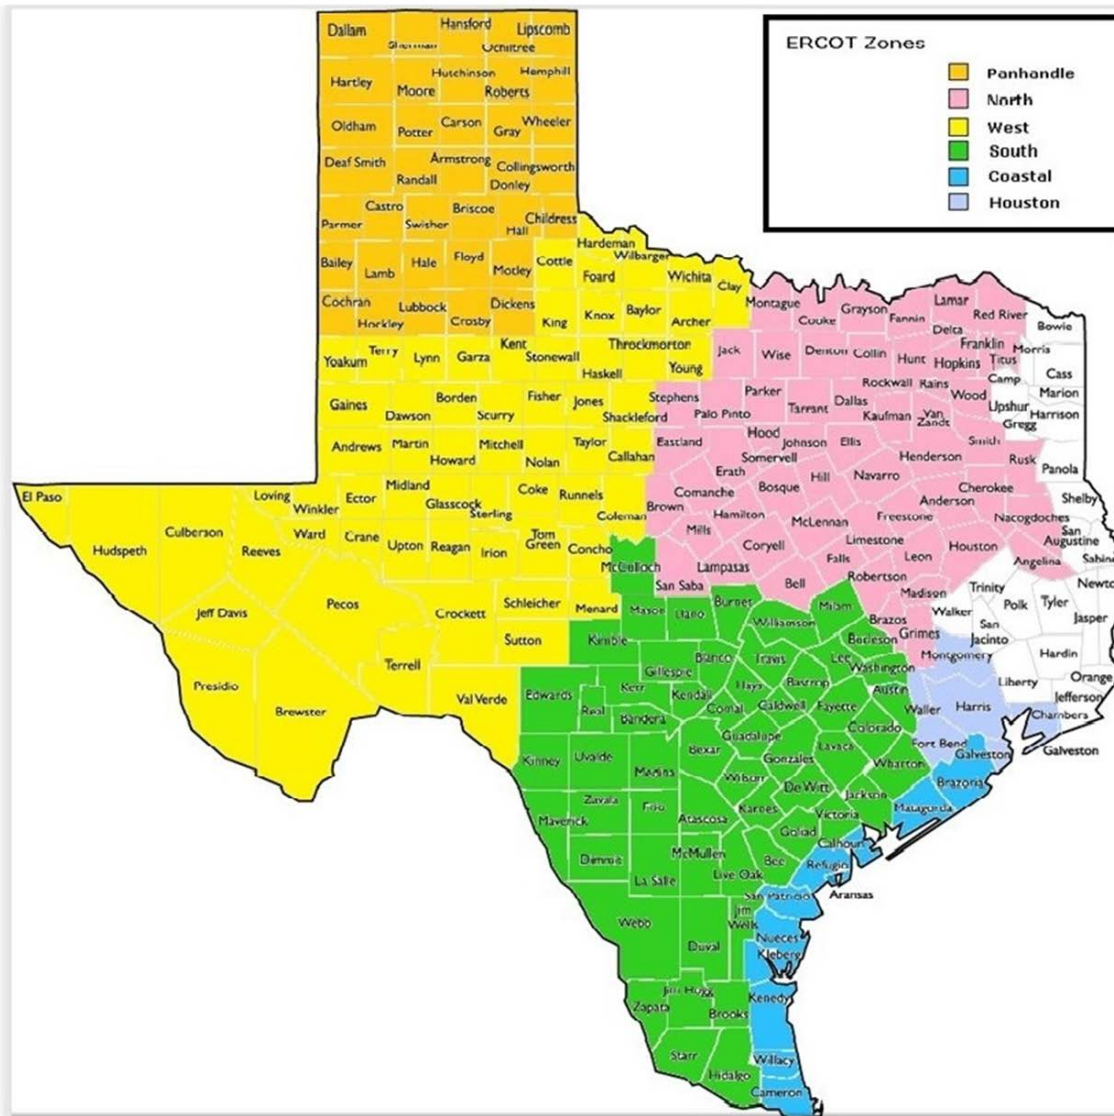 ERCOT Zones
Panhandle
North
West
South
Coastal
Houston
Dallam
Sherman
Hansford
Ochiltree
Lipscomb
Hartley
Moore
Hutchinson
Roberts
Hemphill
Oldham
Potter
Carson
Gray
Wheeler
Deaf Smith
Randall
Armstrong
Donley
Collingsworth
Parmer
Castro
Swisher
Briscoe
Hall
Childress
Bailey
Lamb
Hale
Floyd
Motley
Cottle
Hardeman
Foard
Wilbarger
Wichita
Clay
Montague
Cooke
Grayson
Fannin
Lamar
Red River
Bowie
Cochran
Hockley
Lubbock
Crosby
Dickens
King
Knox
Baylor
Archer
Jack
Wise
Denton
Collin
Hunt
Delta
Hopkins
Franklin
Titus
Morris
Cass
Camp
Yoakum
Terry
Lynn
Garza
Kent
Stonewall
Haskell
Throckmorton
Young
Stephens
Palo Pinto
Parker
Tarrant
Dallas
Rockwall
Kaufman
Rains
Van
Zandt
Wood
Upshur
Marion
Harrison
Gregg
Gaines
Dawson
Borden
Scurry
Fisher
Jones
Shackleford
Eastland
Hood
Johnson
Ellis
Somervell
Henderson
Smith
Rusk
Panola
Andrews
Martin
Howard
Mitchell
Nolan
Taylor
Callahan
Erath
Bosque
Hill
Navarro
Cherokee
Anderson
Shelby
El Paso
Hudspeth
Culberson
Loving
Winkler
Ector
Midland
Glasscock
Sterling
Coke
Runnels
Coleman
Brown
Comanche
Hamilton
McLennan
Freestone
Limestone
Nacogdoches
San
Augustine
Sabin
Reeves
Ward
Crane
Upton
Reagan
Irion
Tom
Green
Concho
McCulloch
Mills
Coryell
Falls
Leon
Houston
Angelina
Newto
Jeff Davis
Pecos
Crockett
Schleicher
Menard
San Saba
Lampasas
Bell
Robertson
Madison
Trinity
Polk
Tyler
Jasper
Walker
San
Jacinto
Mason
Llano
Burnet
Williamson
Milam
Brazos
Grimes
Burleson
Presidio
Brewster
Terrell
Val Verde
Sutton
Kimble
Gillespie
Blanco
Travis
Lee
Washington
Montgomery
Hardin
Liberty
Orange
Jefferson
Chambers
Edwards
Real
Kerr
Kendall
Bandera
Hays
Comal
Caldwell
Bastrop
Fayette
Austin
Waller
Harris
Colorado
Fort Bend
Galveston
Galveston
Kinney
Uvalde
Medina
Bexar
Guadalupe
Gonzales
Lavaca
Wharton
Brazoria
Wilson
De Witt
Jackson
Matagorda
Maverick
Zavala
Frio
Atascosa
Karnes
Victoria
Goliad
Calhoun
Dimmit
La Salle
McMullen
Live Oak
Bee
Refugio
Aransas
San Patricio
Webb
Duval
Jim
Wells
Nueces
Kleberg
Zapata
Jim Hogg
Brooks
Kenedy
Starr
Hidalgo
Willacy
Cameron